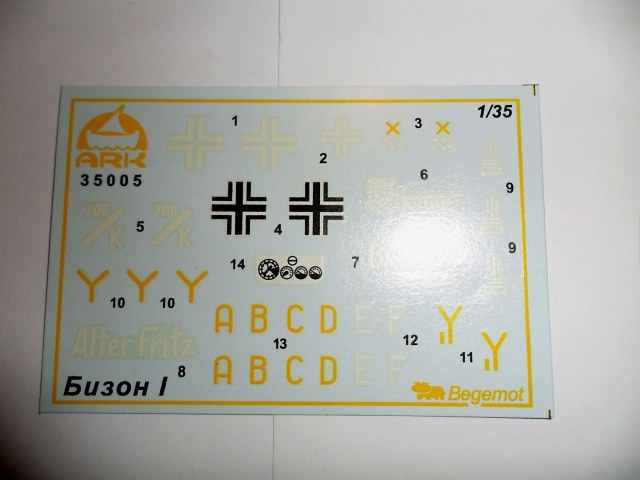 1/35
ARK
35005
1
2
3
4
5
6
7
9
9
14
10
10
Y Y Y
Y
Y
A B C D E F
A B C D E F
13
12
11
Alter Fritz
8
Бизон I
Begemot